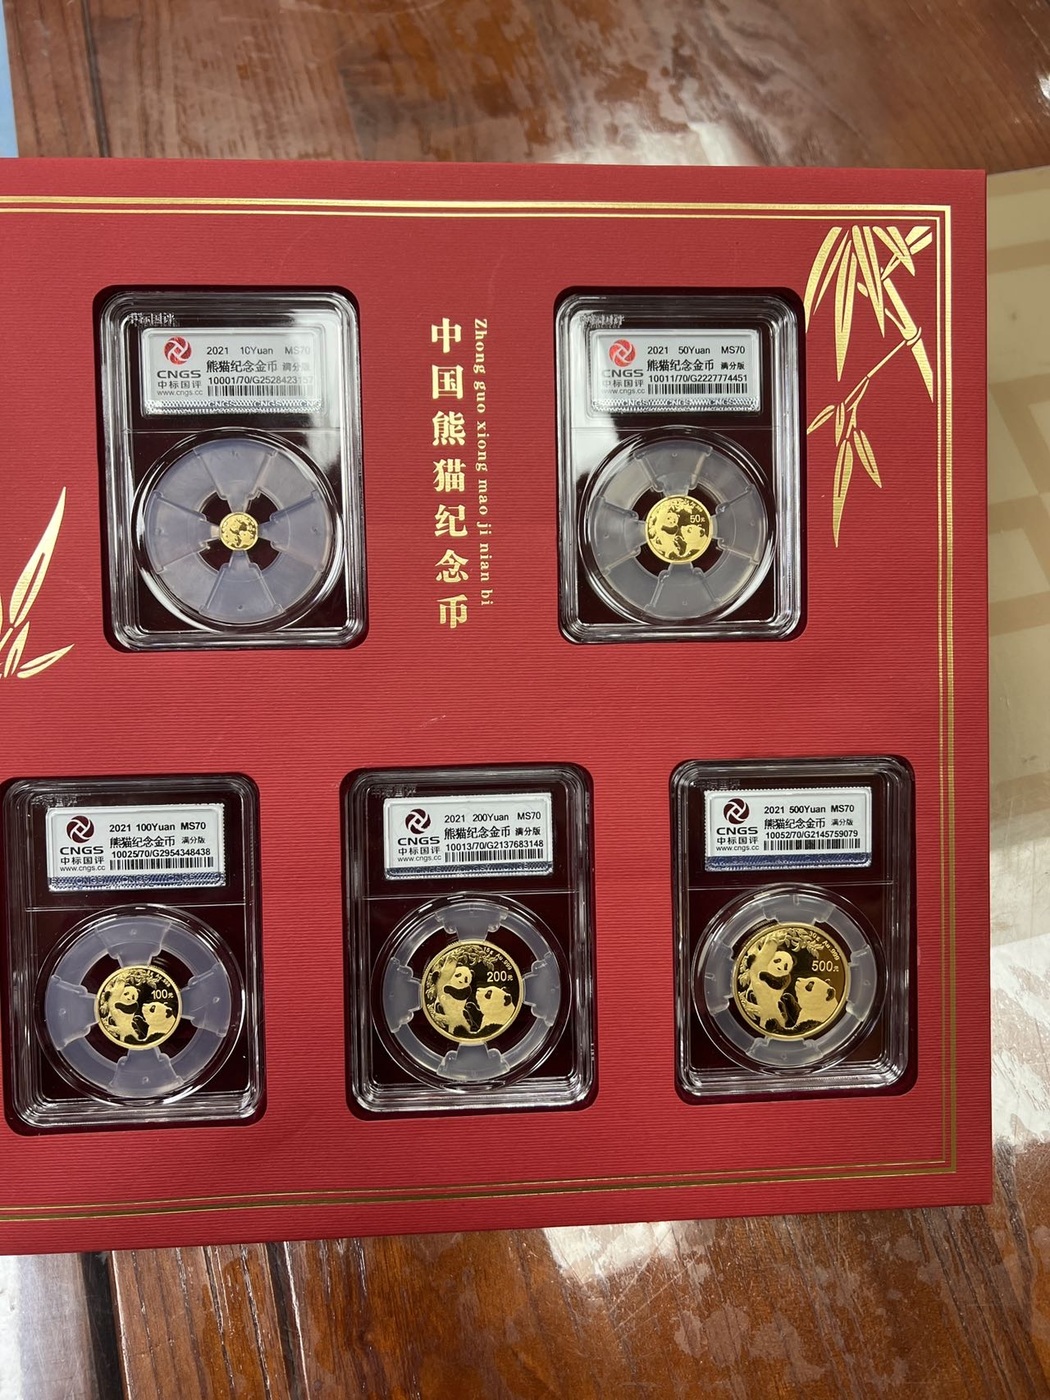 中标国评
2021 10Yuan MS70
熊猫纪念金币 满分版
CNGS
中标国评
www.cngs.cc
10001/70/G2528423157
中国熊猫纪念币
Zhong guo xiong mao ji nian bi
2021 50Yuan MS70
熊猫纪念金币 满分版
CNGS
中标国评
www.cngs.cc
10011/70/G2227774451
50元
2021 100Yuan MS70
熊猫纪念金币 满分版
CNGS
中标国评
www.cngs.cc
10025/70/G2954348438
100元
2021 200Yuan MS70
熊猫纪念金币 满分版
CNGS
中标国评
www.cngs.cc
10013/70/G2137683148
200元
2021 500Yuan MS70
熊猫纪念金币 满分版
CNGS
中标国评
www.cngs.cc
10052/70/G2145759079
500元